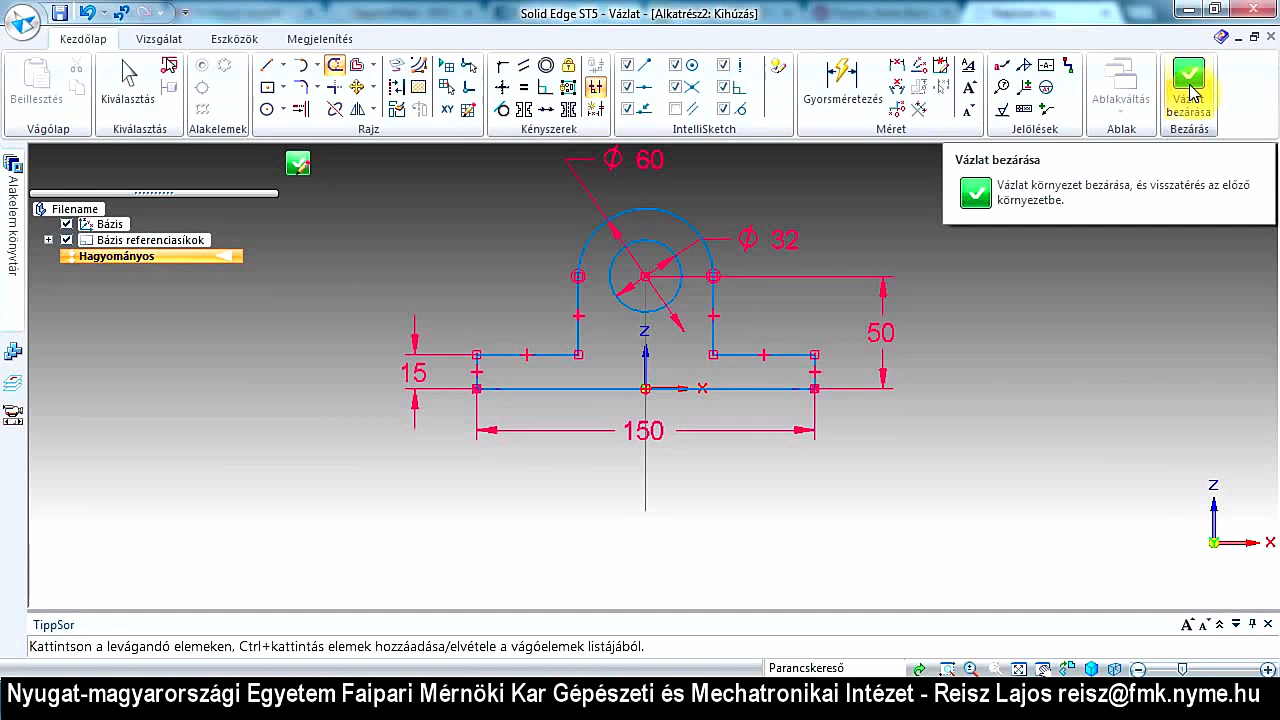 Solid Edge ST5 - Vázlat - [Alkatrész2: Kihúzás]
Kezdőlap
Vizsgálat
Eszközök
Megjelenítés
Beillesztés
Kiválasztás
Gyorsméretezés
Ablakváltás
Vázlat
bezárása
Vágólap
Kiválasztás
Alakelemek
Rajz
Kényszerek
IntelliSketch
Méret
Jelölések
Ablak
Bezárás
XY
A
A
Vázlat bezárása
Vázlat környezet bezárása, és visszatérés az előző
környezetbe.
Alakelem könyvtár
Filename
Bázis
Bázis referenciasíkok
Hagyományos
Φ 60
Φ 32
50
15
150
Z
X
Z
X
TippSor
Kattintson a levágandó elemeken, Ctrl+kattintás elemek hozzáadása/elvétele a vágóelemek listájából.
Parancskereső
Nyugat-magyarországi Egyetem Faipari Mérnöki Kar Gépészeti és Mechatronikai Intézet - Reisz Lajos reisz@fmk.nyme.hu